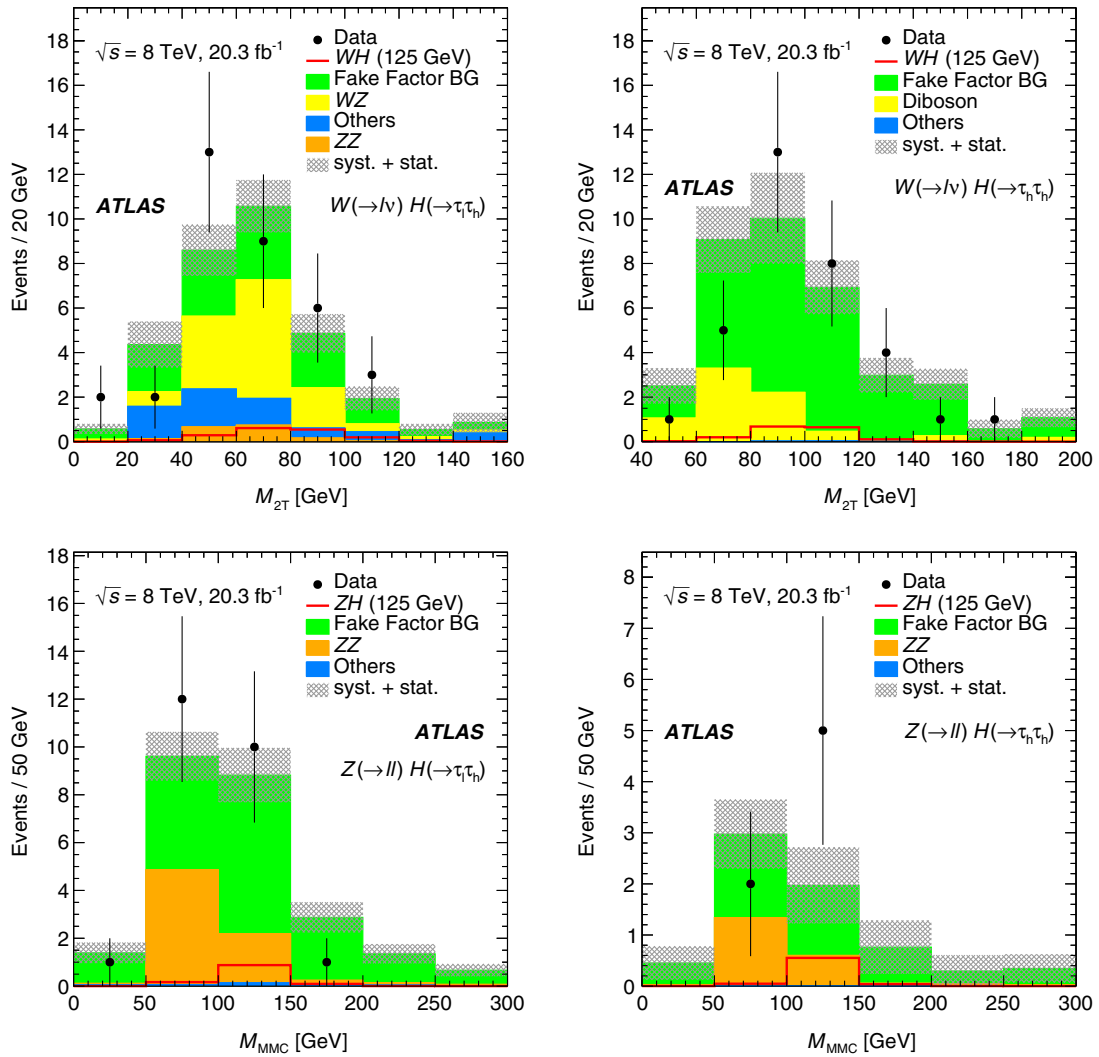 √s = 8 TeV, 20.3 fb⁻¹
Data
WH (125 GeV)
Fake Factor BG
WZ
Others
ZZ
syst. + stat.
ATLAS
W(→lν) H(→τₗτₕ)
Events / 20 GeV
18
16
14
12
10
8
6
4
2
0
0 20 40 60 80 100 120 140 160
M₂T [GeV]
√s = 8 TeV, 20.3 fb⁻¹
Data
WH (125 GeV)
Fake Factor BG
Diboson
Others
syst. + stat.
ATLAS
W(→lν) H(→τₕτₕ)
Events / 20 GeV
18
16
14
12
10
8
6
4
2
0
40 60 80 100 120 140 160 180 200
M₂T [GeV]
√s = 8 TeV, 20.3 fb⁻¹
Data
ZH (125 GeV)
Fake Factor BG
ZZ
Others
syst. + stat.
ATLAS
Z(→ll) H(→τₗτₕ)
Events / 50 GeV
18
16
14
12
10
8
6
4
2
0
0 50 100 150 200 250 300
MMMC [GeV]
√s = 8 TeV, 20.3 fb⁻¹
Data
ZH (125 GeV)
Fake Factor BG
ZZ
Others
syst. + stat.
ATLAS
Z(→ll) H(→τₕτₕ)
Events / 50 GeV
8
7
6
5
4
3
2
1
0
0 50 100 150 200 250 300
MMMC [GeV]